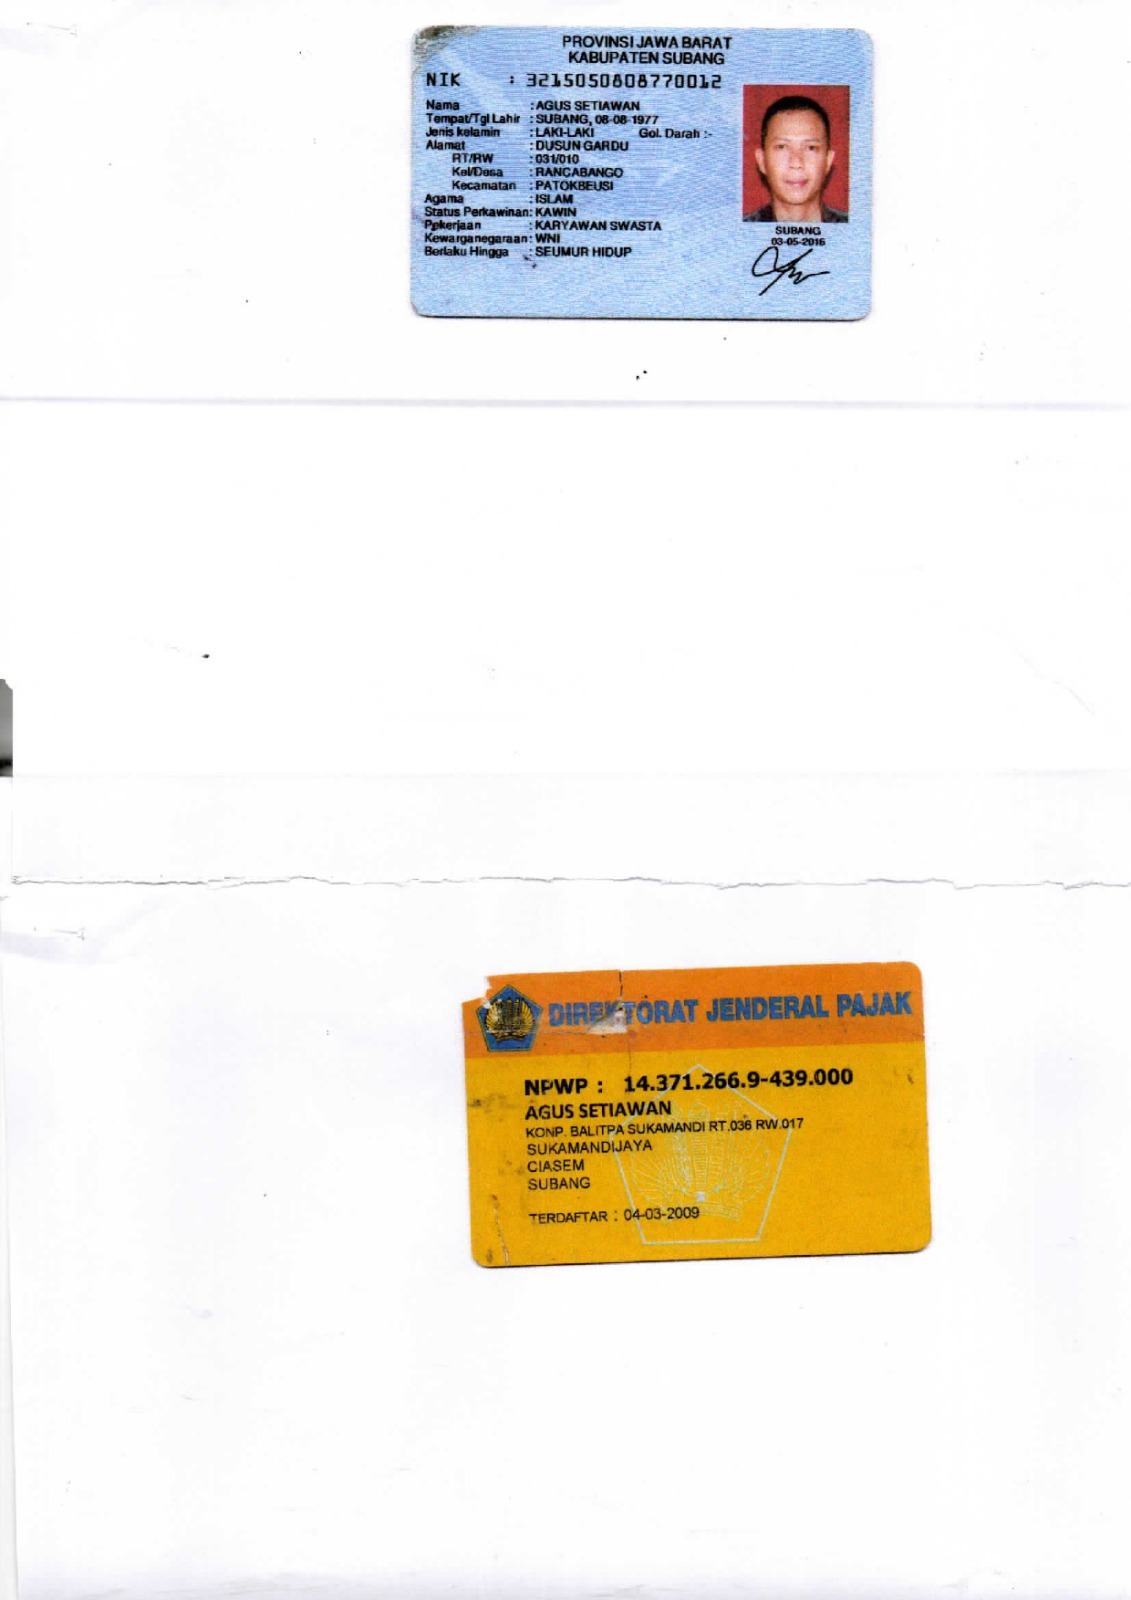 PROVINSI JAWA BARAT
KABUPATEN SUBANG
NIK : 3215050808770012
Nama : AGUS SETIAWAN
Tempat/Tgl Lahir : SUBANG, 08-08-1977
Jenis kelamin : LAKI-LAKI Gol. Darah :-
Alamat : DUSUN GARDU
RT/RW : 031/010
Kel/Desa : RANCABANGO
Kecamatan : PATOKBEUSI
Agama : ISLAM
Status Perkawinan: KAWIN
Pekerjaan : KARYAWAN SWASTA
Kewarganegaraan: WNI
Berlaku Hingga : SEUMUR HIDUP
SUBANG
03-05-2016
DIREKTORAT JENDERAL PAJAK
NPWP : 14.371.266.9-439.000
AGUS SETIAWAN
KONP. BALITPA SUKAMANDI RT.036 RW.017
SUKAMANDIJAYA
CIASEM
SUBANG
TERDAFTAR : 04-03-2009